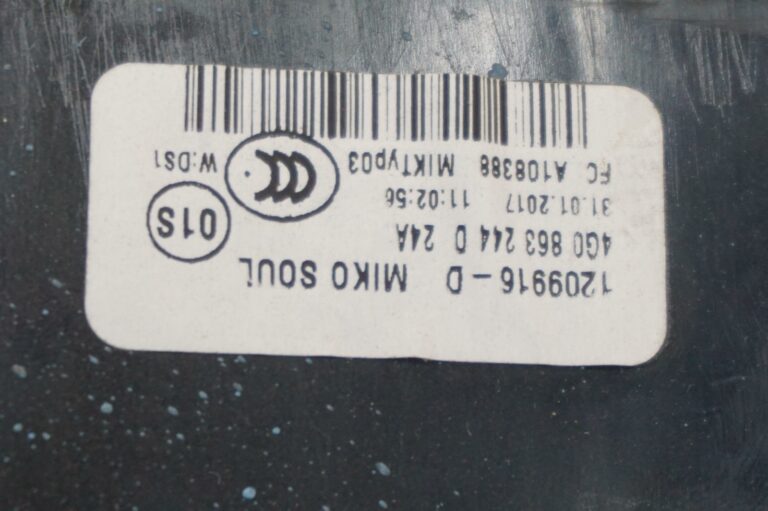 1209916-D MIKO SOUL
4G0 863 244 D 24A
01S
31.01.2017 11:02:56
FC A108388 MIKTyp03
CCC
W:DS1